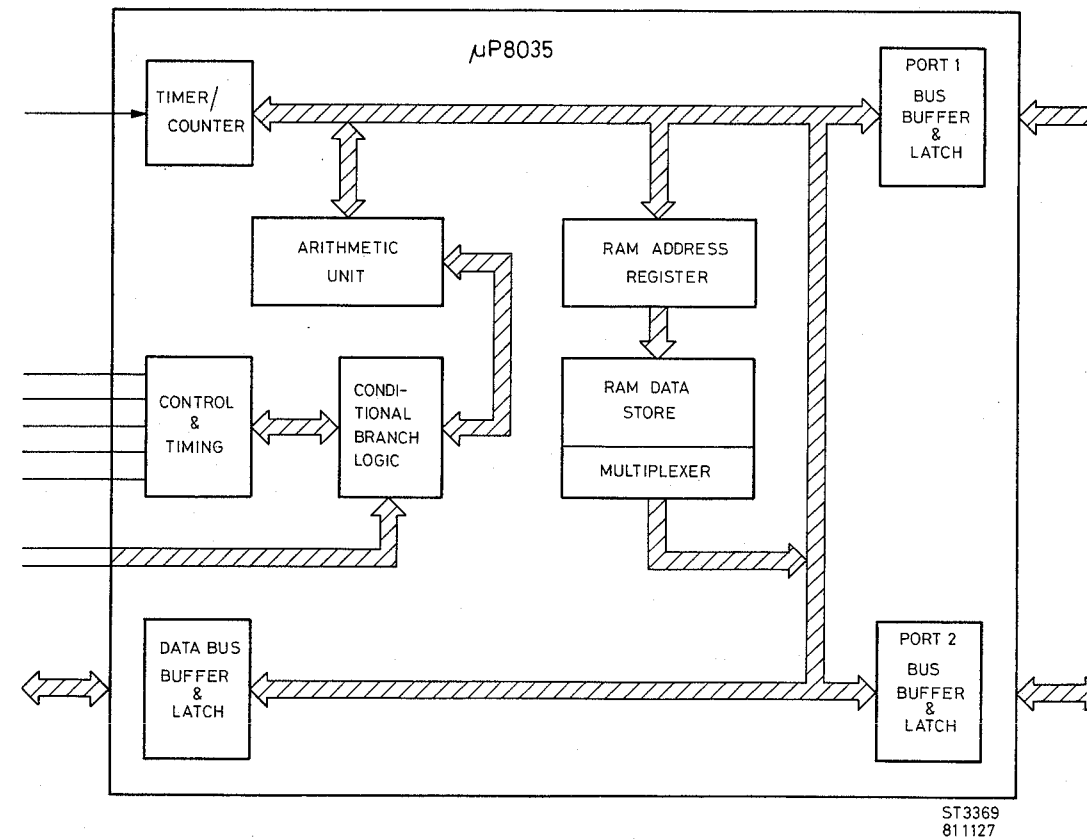 µP8035
TIMER/
COUNTER
PORT 1
BUS
BUFFER
&
LATCH
ARITHMETIC
UNIT
RAM ADDRESS
REGISTER
CONTROL
&
TIMING
CONDI-
TIONAL
BRANCH
LOGIC
RAM DATA
STORE
MULTIPLEXER
DATA BUS
BUFFER
&
LATCH
PORT 2
BUS
BUFFER
&
LATCH
ST3369
811127